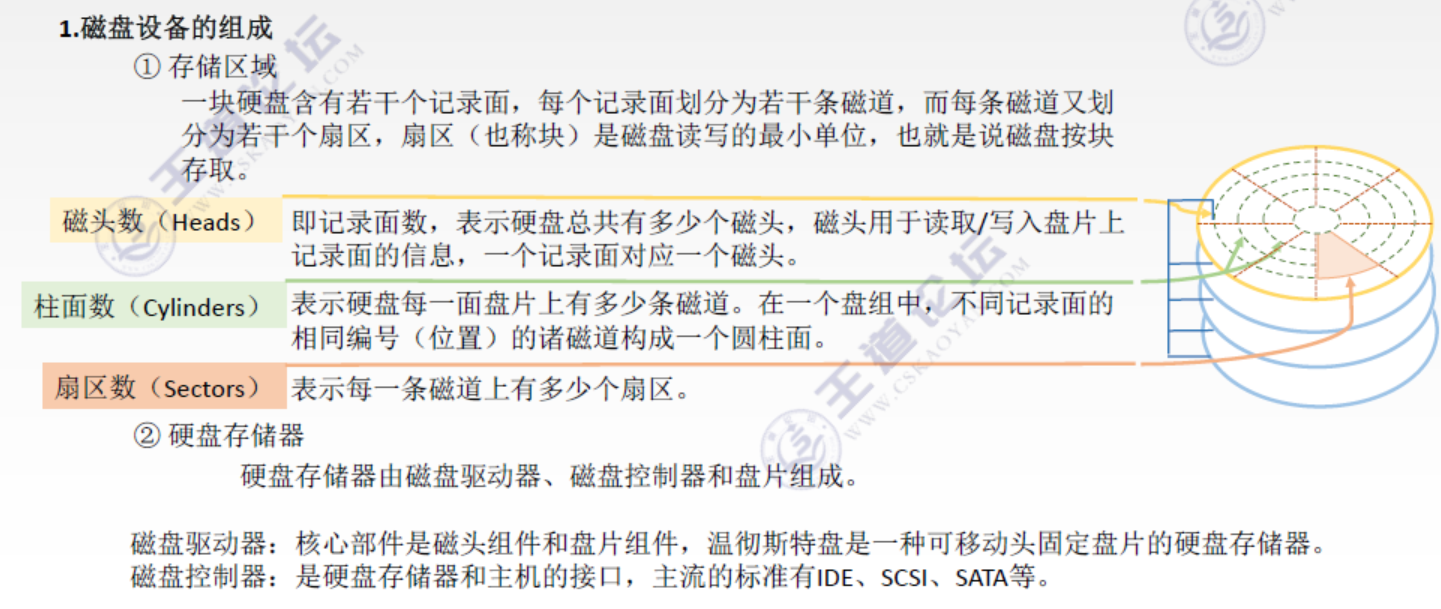 1.磁盘设备的组成
① 存储区域
一块硬盘含有若干个记录面，每个记录面划分为若干条磁道，而每条磁道又划
分为若干个扇区，扇区（也称块）是磁盘读写的最小单位，也就是说磁盘按块
存取。
磁头数（Heads） 即记录面数，表示硬盘总共有多少个磁头，磁头用于读取/写入盘片上
记录面的信息，一个记录面对应一个磁头。
柱面数（Cylinders） 表示硬盘每一面盘片上有多少条磁道。在一个盘组中，不同记录面的
相同编号（位置）的诸磁道构成一个圆柱面。
扇区数（Sectors） 表示每一条磁道上有多少个扇区。
② 硬盘存储器
硬盘存储器由磁盘驱动器、磁盘控制器和盘片组成。
磁盘驱动器：核心部件是磁头组件和盘片组件，温彻斯特盘是一种可移动头固定盘片的硬盘存储器。
磁盘控制器：是硬盘存储器和主机的接口，主流的标准有IDE、SCSI、SATA等。
王道论坛
WWW.CSKAOYAN.COM
王道论坛
WWW.CSKAOYAN.COM